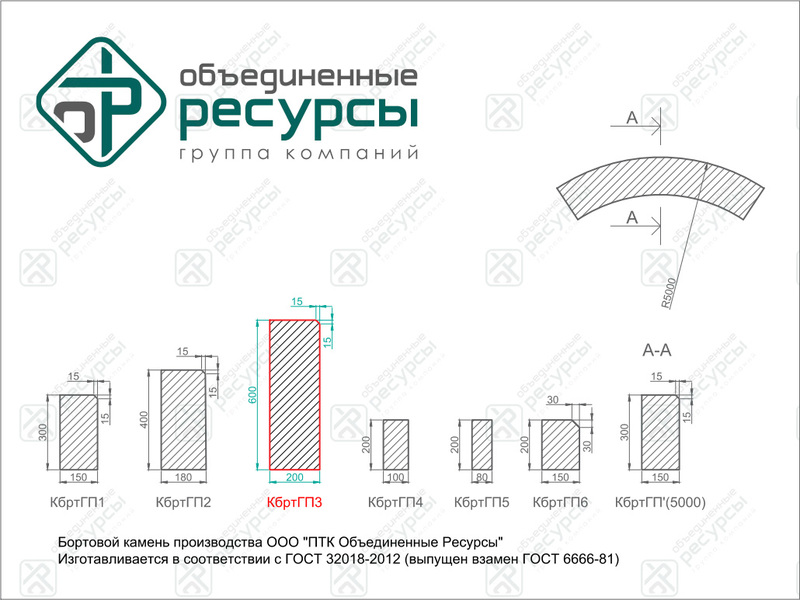 объединенные
ресурсы
группа компаний
A
A
R5000
A-A
15
15
300
150
КбртГП1
15
15
400
180
КбртГП2
15
15
600
200
КбртГП3
200
100
КбртГП4
200
80
КбртГП5
30
30
200
150
КбртГП6
15
15
300
150
КбртГП'(5000)
Бортовой камень производства ООО "ПТК Объединенные Ресурсы"
Изготавливается в соответствии с ГОСТ 32018-2012 (выпущен взамен ГОСТ 6666-81)